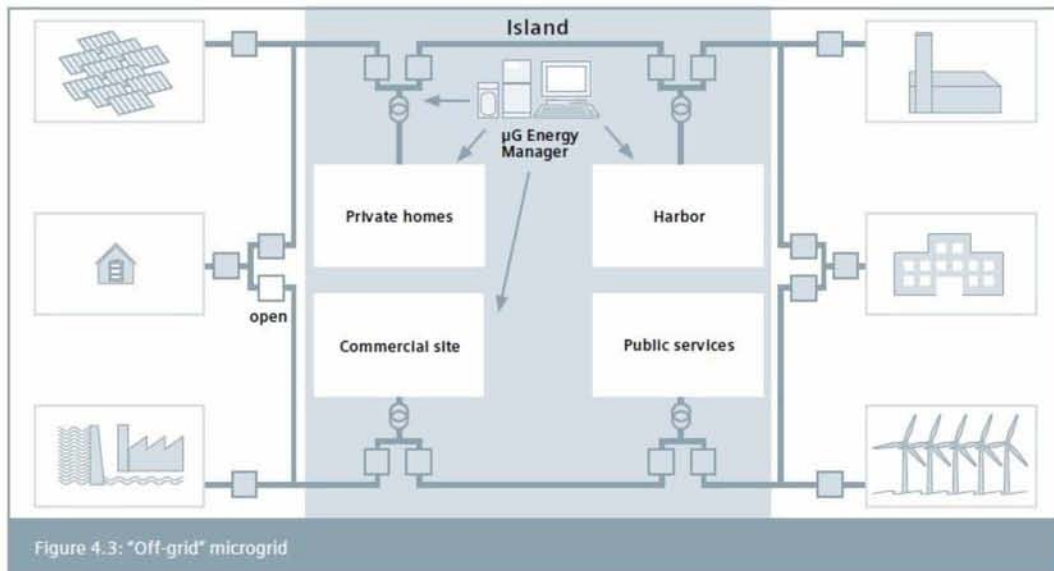 Island
µG Energy
Manager
Private homes
Harbor
open
Commercial site
Public services
Figure 4.3: "Off-grid" microgrid